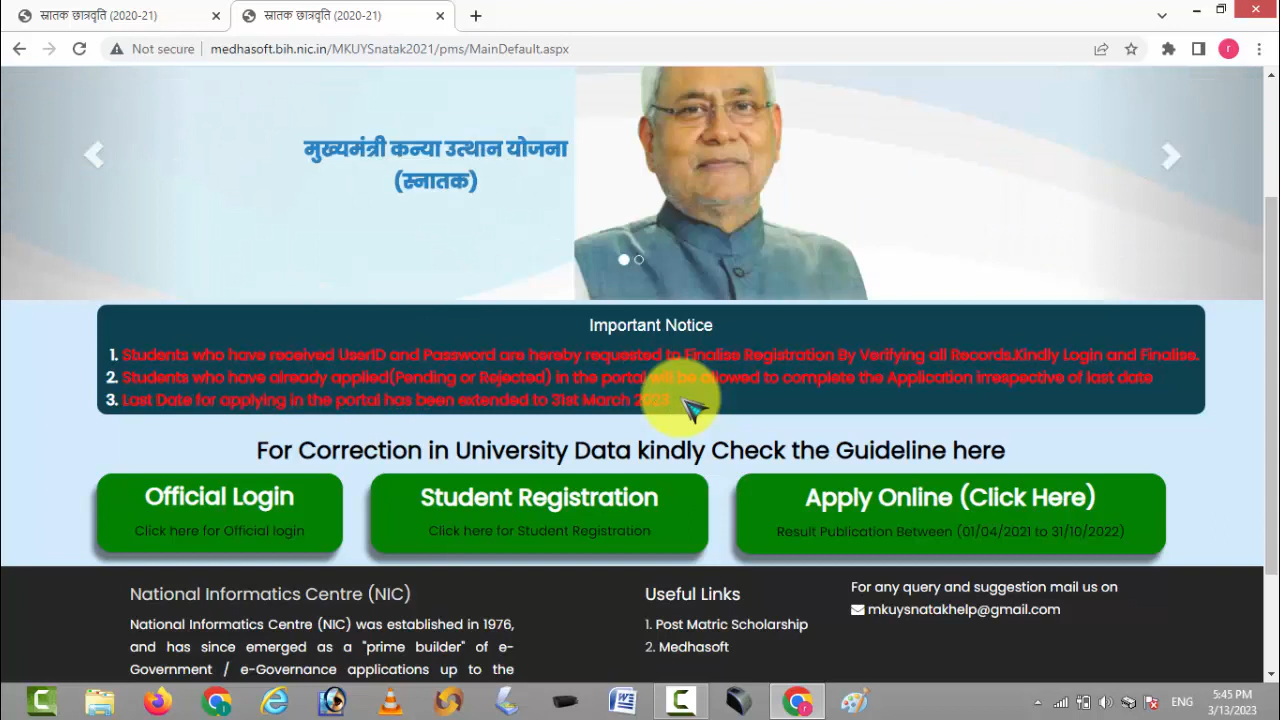 स्नातक छात्रवृति (2020-21)
स्नातक छात्रवृति (2020-21)
Not secure
medhasoft.bih.nic.in/MKUYSnatak2021/pms/MainDefault.aspx
r
मुख्यमंत्री कन्या उत्थान योजना
(स्नातक)
Important Notice
1. Students who have received UserID and Password are hereby requested to Finalise Registration By Verifying all Records.Kindly Login and Finalise.
2. Students who have already applied(Pending or Rejected) in the portal will be allowed to complete the Application irrespective of last date
3. Last Date for applying in the portal has been extended to 31st March 2023
For Correction in University Data kindly Check the Guideline here
Official Login
Click here for Official login
Student Registration
Click here for Student Registration
Apply Online (Click Here)
Result Publication Between (01/04/2021 to 31/10/2022)
National Informatics Centre (NIC)
National Informatics Centre (NIC) was established in 1976,
and has since emerged as a "prime builder" of e-
Government / e-Governance applications up to the
Useful Links
1. Post Matric Scholarship
2. Medhasoft
For any query and suggestion mail us on
mkuysnatakhelp@gmail.com
ENG
5:45 PM
3/13/2023